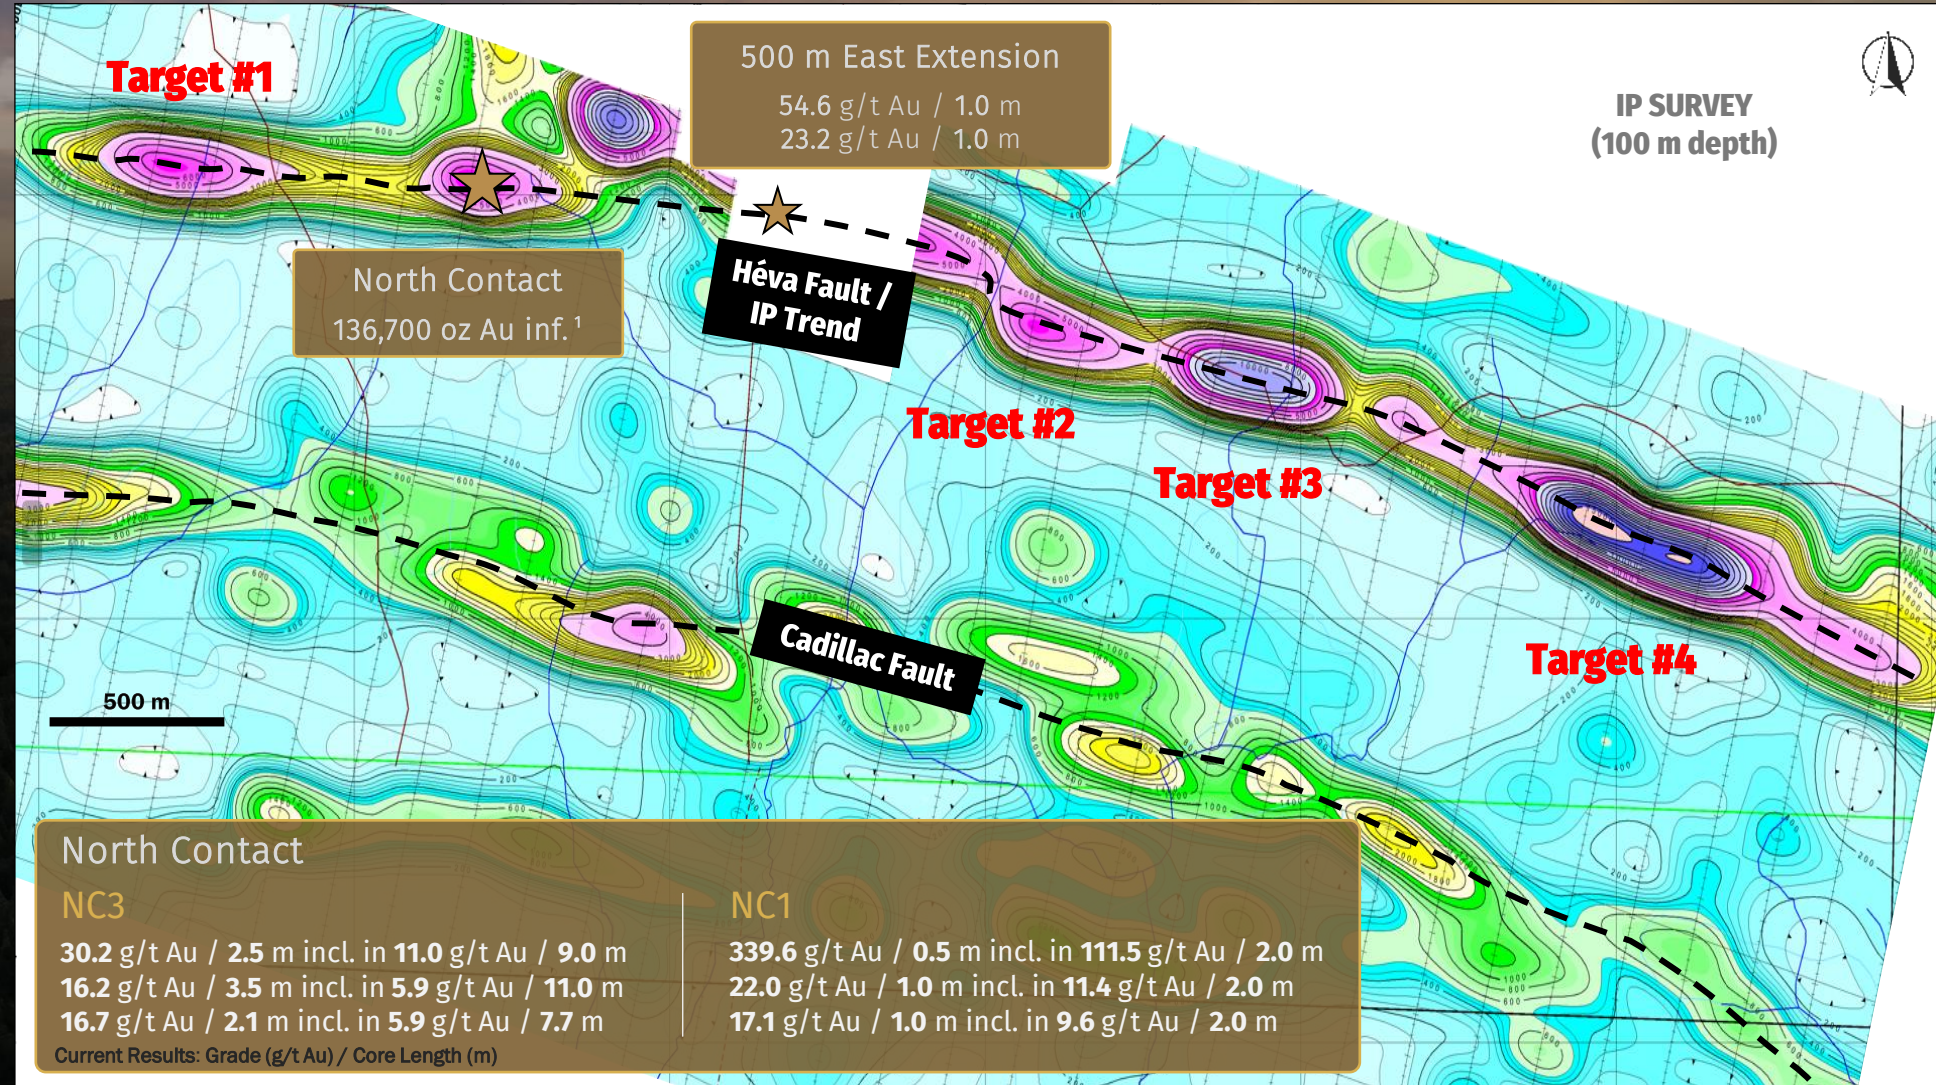 Target #1
500 m East Extension
54.6 g/t Au / 1.0 m
23.2 g/t Au / 1.0 m
IP SURVEY
(100 m depth)
North Contact
136,700 oz Au inf.¹
Héva Fault /
IP Trend
Target #2
Target #3
Target #4
Cadillac Fault
500 m
North Contact
NC3
30.2 g/t Au / 2.5 m incl. in 11.0 g/t Au / 9.0 m
16.2 g/t Au / 3.5 m incl. in 5.9 g/t Au / 11.0 m
16.7 g/t Au / 2.1 m incl. in 5.9 g/t Au / 7.7 m
NC1
339.6 g/t Au / 0.5 m incl. in 111.5 g/t Au / 2.0 m
22.0 g/t Au / 1.0 m incl. in 11.4 g/t Au / 2.0 m
17.1 g/t Au / 1.0 m incl. in 9.6 g/t Au / 2.0 m
Current Results: Grade (g/t Au) / Core Length (m)